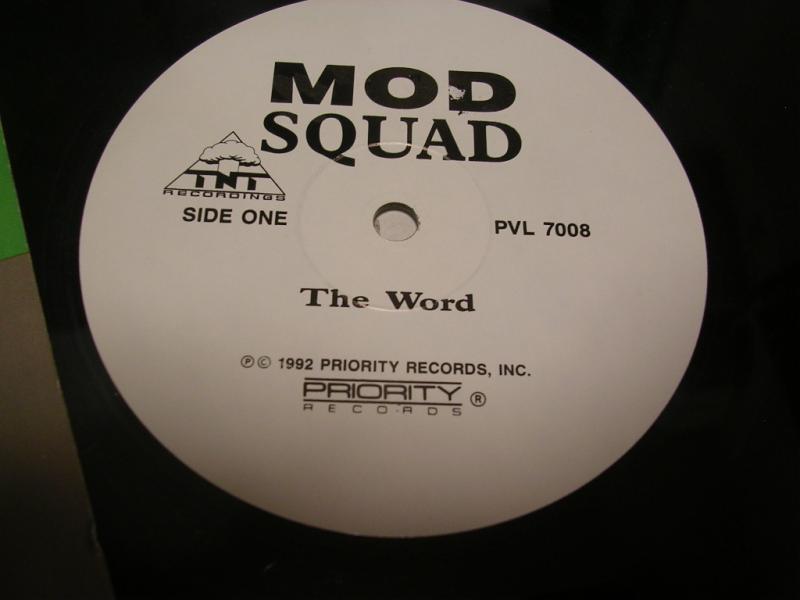 MOD
SQUAD
TNT
RECORDINGS
SIDE ONE
PVL 7008
The Word
℗© 1992 PRIORITY RECORDS, INC.
PRIORITY ®
RECORDS